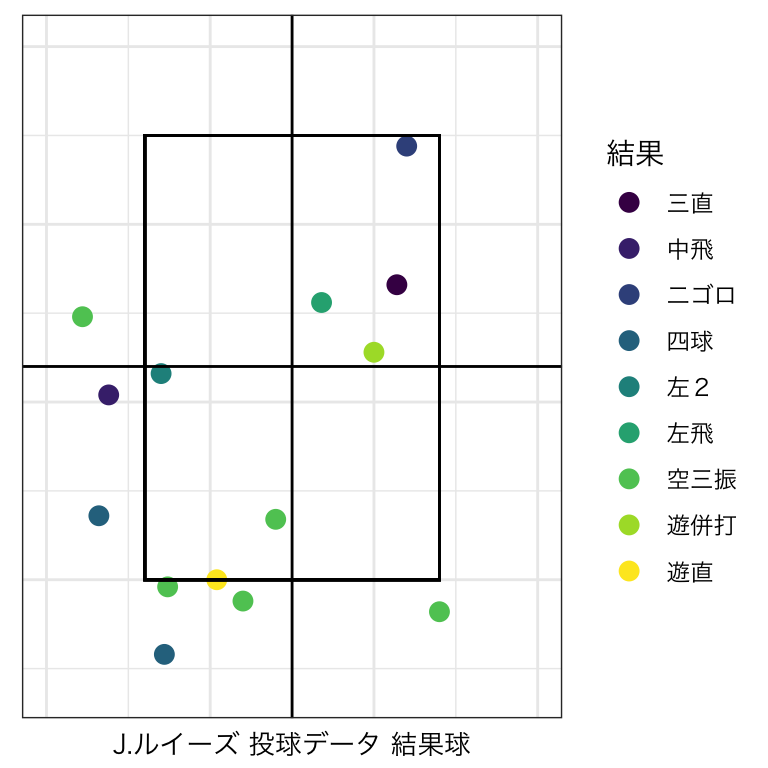 結果
三直
中飛
二ゴロ
四球
左２
左飛
空三振
遊併打
遊直
J.ルイーズ 投球データ 結果球